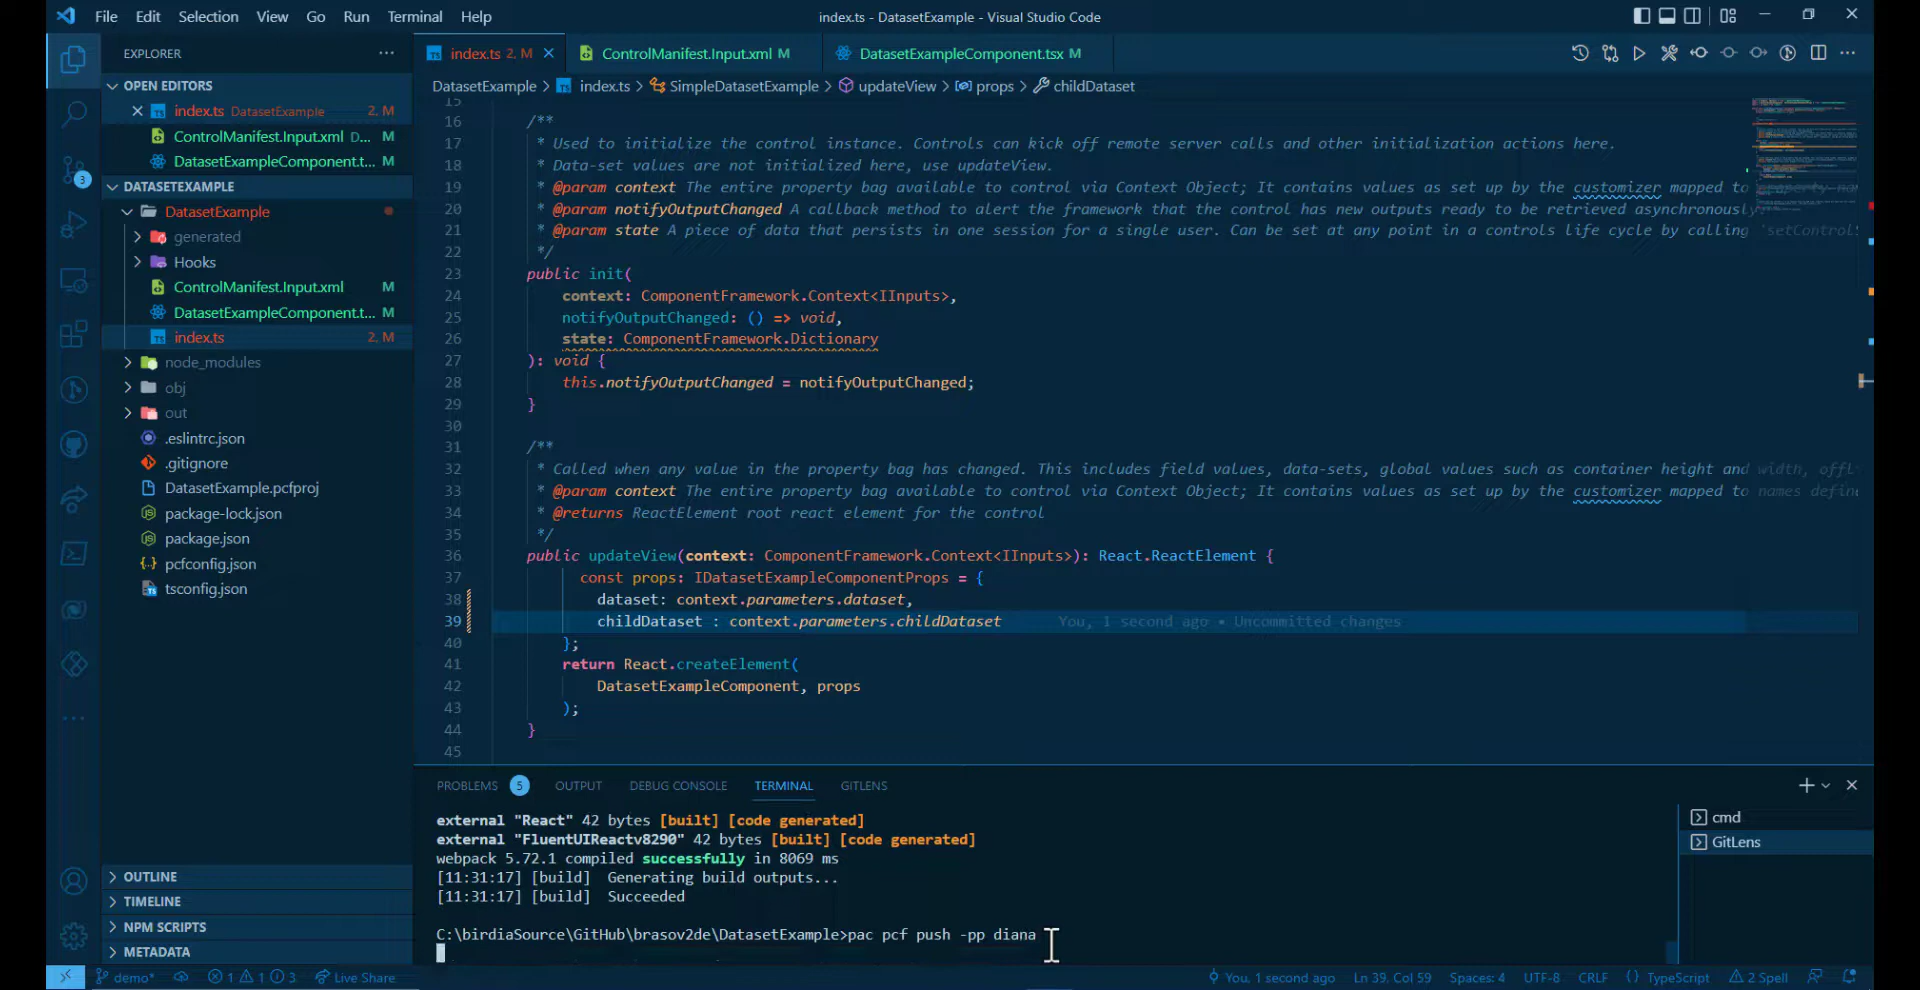 File Edit Selection View Go Run Terminal Help
index.ts - DatasetExample - Visual Studio Code
EXPLORER
OPEN EDITORS
index.ts DatasetExample 2, M
ControlManifest.Input.xml D... M
DatasetExampleComponent.t... M
DATASETEXAMPLE
DatasetExample
generated
Hooks
ControlManifest.Input.xml M
DatasetExampleComponent.t... M
index.ts 2, M
node_modules
obj
out
.eslintrc.json
.gitignore
DatasetExample.pcfproj
package-lock.json
package.json
pcfconfig.json
tsconfig.json
OUTLINE
TIMELINE
NPM SCRIPTS
METADATA
3
index.ts 2, M
ControlManifest.Input.xml M
DatasetExampleComponent.tsx M
DatasetExample > index.ts > SimpleDatasetExample > updateView > props > childDataset
15
16 /**
17 * Used to initialize the control instance. Controls can kick off remote server calls and other initialization actions here.
18 * Data-set values are not initialized here, use updateView.
19 * @param context The entire property bag available to control via Context Object; It contains values as set up by the customizer mapped to
20 * @param notifyOutputChanged A callback method to alert the framework that the control has new outputs ready to be retrieved asynchronously.
21 * @param state A piece of data that persists in one session for a single user. Can be set at any point in a controls life cycle by calling 'setControlS
22 */
23 public init(
24 context: ComponentFramework.Context<IInputs>,
25 notifyOutputChanged: () => void,
26 state: ComponentFramework.Dictionary
27 ): void {
28 this.notifyOutputChanged = notifyOutputChanged;
29 }
30
31 /**
32 * Called when any value in the property bag has changed. This includes field values, data-sets, global values such as container height and width, offl
33 * @param context The entire property bag available to control via Context Object; It contains values as set up by the customizer mapped to names define
34 * @returns ReactElement root react element for the control
35 */
36 public updateView(context: ComponentFramework.Context<IInputs>): React.ReactElement {
37 const props: IDatasetExampleComponentProps = {
38 dataset: context.parameters.dataset,
39 childDataset : context.parameters.childDataset You, 1 second ago • Uncommitted changes
40 };
41 return React.createElement(
42 DatasetExampleComponent, props
43 );
44 }
45
PROBLEMS 5 OUTPUT DEBUG CONSOLE TERMINAL GITLENS
external "React" 42 bytes [built] [code generated]
external "FluentUIReactv8290" 42 bytes [built] [code generated]
webpack 5.72.1 compiled successfully in 8069 ms
[11:31:17] [build] Generating build outputs...
[11:31:17] [build] Succeeded
C:\birdiaSource\GitHub\brasov2de\DatasetExample>pac pcf push -pp diana
cmd
GitLens
demo* 1 1 3 Live Share
You, 1 second ago Ln 39, Col 59 Spaces: 4 UTF-8 CRLF {} TypeScript 2 Spell